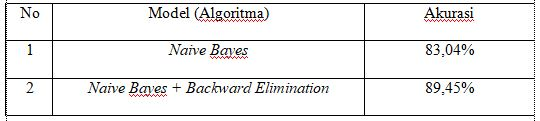 No Model (Algoritma) Akurasi
1 Naive Bayes 83,04%
2 Naive Bayes + Backward Elimination 89,45%